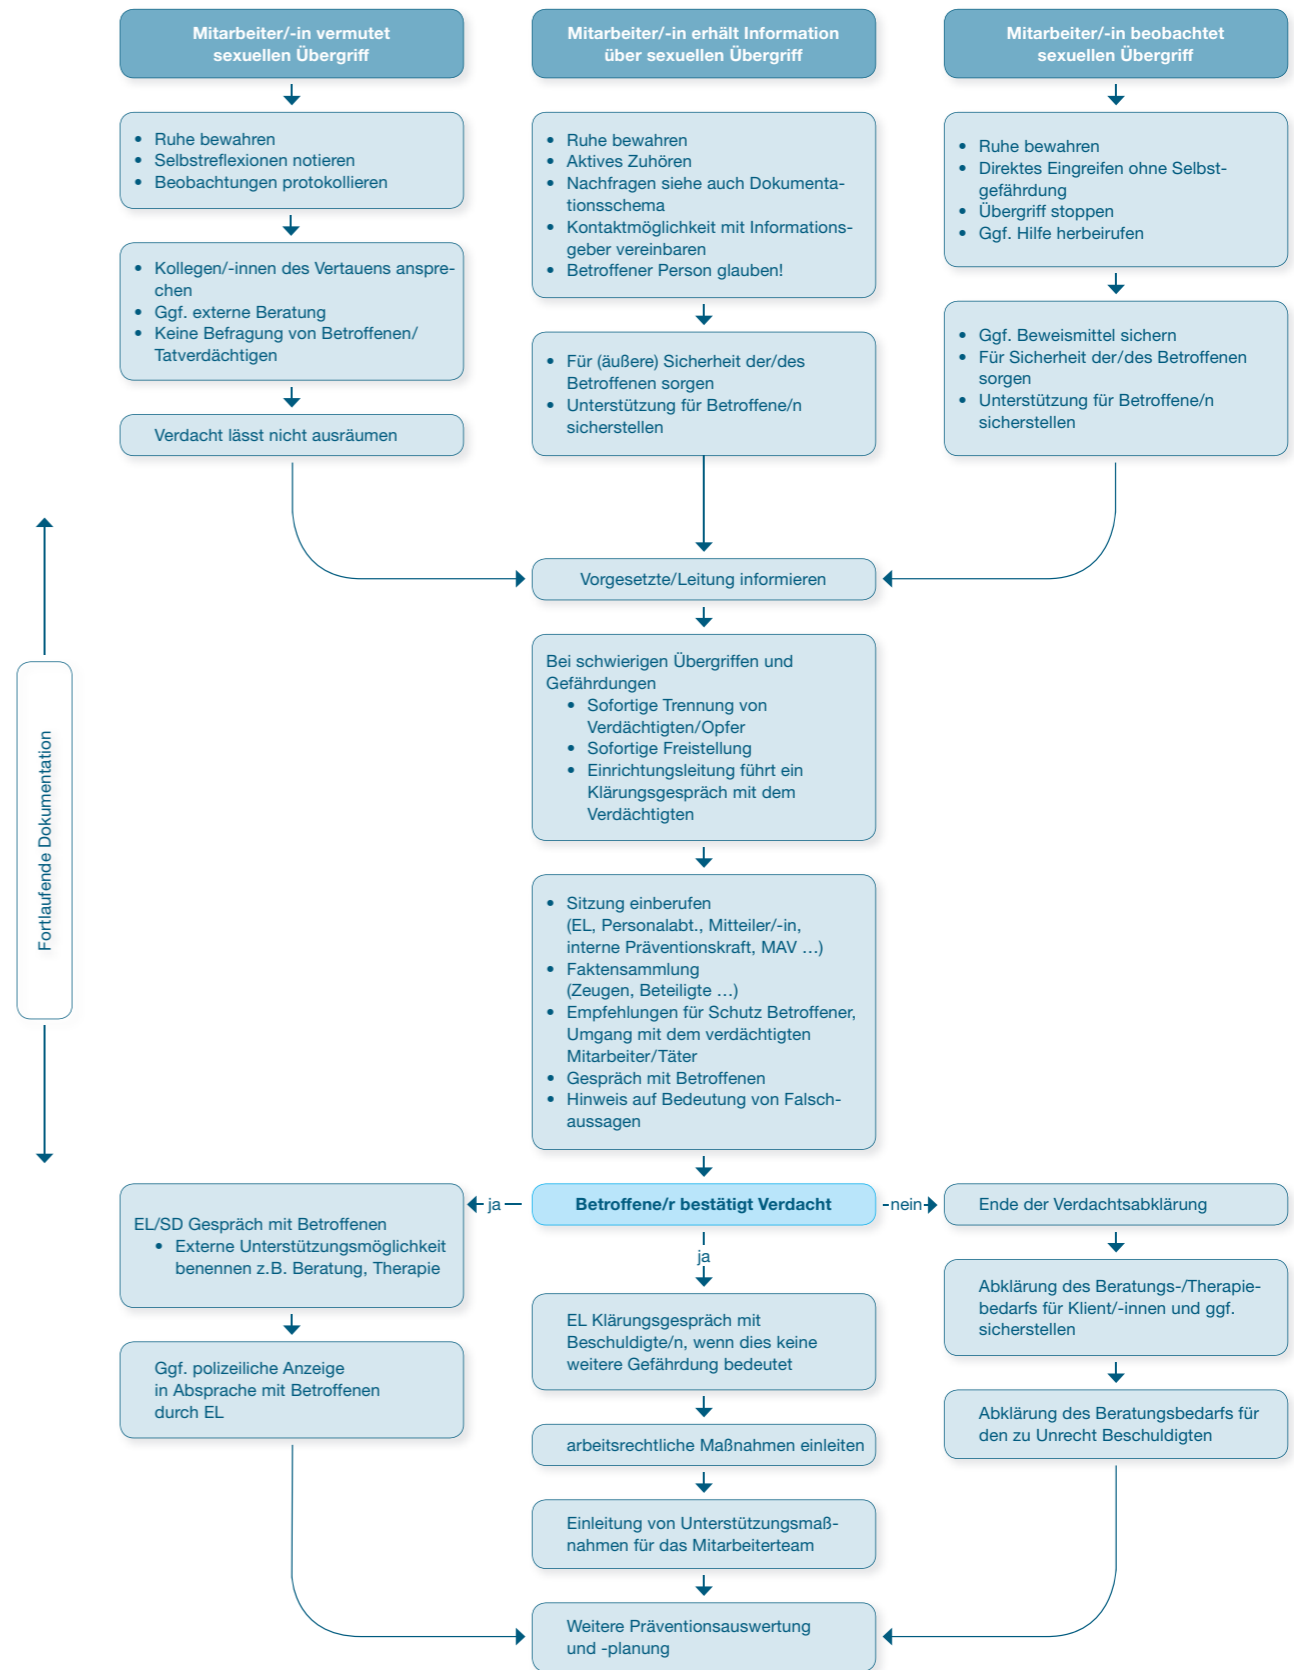 Mitarbeiter/-in vermutet
sexuellen Übergriff
Mitarbeiter/-in erhält Information
über sexuellen Übergriff
Mitarbeiter/-in beobachtet
sexuellen Übergriff
• Ruhe bewahren
• Selbstreflexionen notieren
• Beobachtungen protokollieren
• Kollegen/-innen des Vertauens anspre-
chen
• Ggf. externe Beratung
• Keine Befragung von Betroffenen/
Tatverdächtigen
Verdacht lässt nicht ausräumen
• Ruhe bewahren
• Aktives Zuhören
• Nachfragen siehe auch Dokumenta-
tionsschema
• Kontaktmöglichkeit mit Informations-
geber vereinbaren
• Betroffener Person glauben!
• Für (äußere) Sicherheit der/des
Betroffenen sorgen
• Unterstützung für Betroffene/n
sicherstellen
• Ruhe bewahren
• Direktes Eingreifen ohne Selbst-
gefährdung
• Übergriff stoppen
• Ggf. Hilfe herbeirufen
• Ggf. Beweismittel sichern
• Für Sicherheit der/des Betroffenen
sorgen
• Unterstützung für Betroffene/n
sicherstellen
Vorgesetzte/Leitung informieren
Bei schwierigen Übergriffen und
Gefährdungen
• Sofortige Trennung von
Verdächtigten/Opfer
• Sofortige Freistellung
• Einrichtungsleitung führt ein
Klärungsgespräch mit dem
Verdächtigten
Fortlaufende Dokumentation
• Sitzung einberufen
(EL, Personalabt., Mitteiler/-in,
interne Präventionskraft, MAV ...)
• Faktensammlung
(Zeugen, Beteiligte ...)
• Empfehlungen für Schutz Betroffener,
Umgang mit dem verdächtigten
Mitarbeiter/Täter
• Gespräch mit Betroffenen
• Hinweis auf Bedeutung von Falsch-
aussagen
Betroffene/r bestätigt Verdacht
ja
nein
ja
EL/SD Gespräch mit Betroffenen
• Externe Unterstützungsmöglichkeit
benennen z.B. Beratung, Therapie
Ggf. polizeiliche Anzeige
in Absprache mit Betroffenen
durch EL
EL Klärungsgespräch mit
Beschuldigte/n, wenn dies keine
weitere Gefährdung bedeutet
arbeitsrechtliche Maßnahmen einleiten
Einleitung von Unterstützungsmaß-
nahmen für das Mitarbeiterteam
Ende der Verdachtsabklärung
Abklärung des Beratungs-/Therapie-
bedarfs für Klient/-innen und ggf.
sicherstellen
Abklärung des Beratungsbedarfs für
den zu Unrecht Beschuldigten
Weitere Präventionsauswertung
und -planung